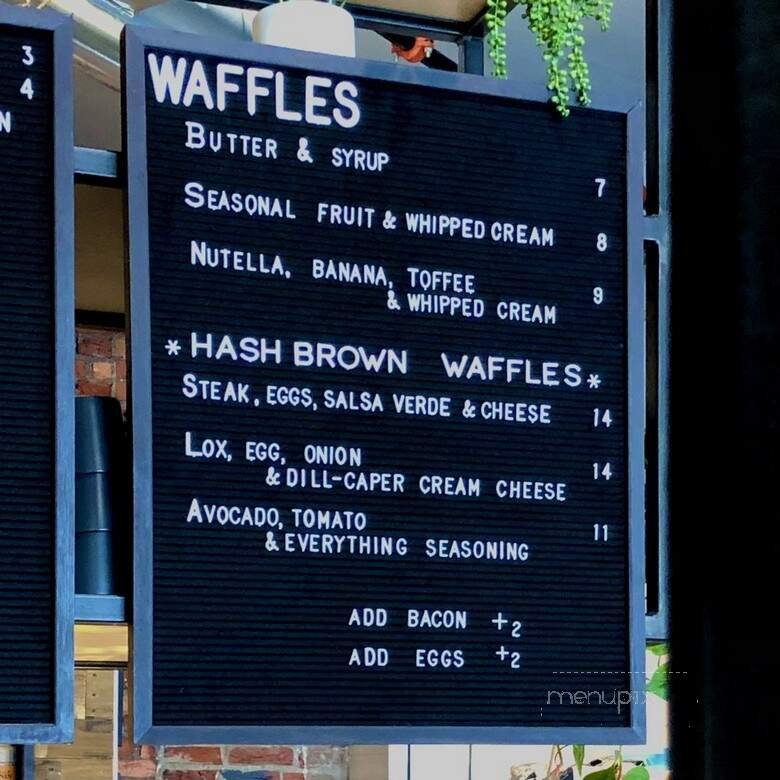 3
4
N
WAFFLES
BUTTER & SYRUP 7
SEASONAL FRUIT & WHIPPED CREAM 8
NUTELLA, BANANA, TOFFEE
& WHIPPED CREAM 9
* HASH BROWN WAFFLES *
STEAK, EGGS, SALSA VERDE & CHEESE 14
LOX, EGG, ONION
& DILL-CAPER CREAM CHEESE 14
AVOCADO, TOMATO
& EVERYTHING SEASONING 11
ADD BACON +2
ADD EGGS +2
menupix